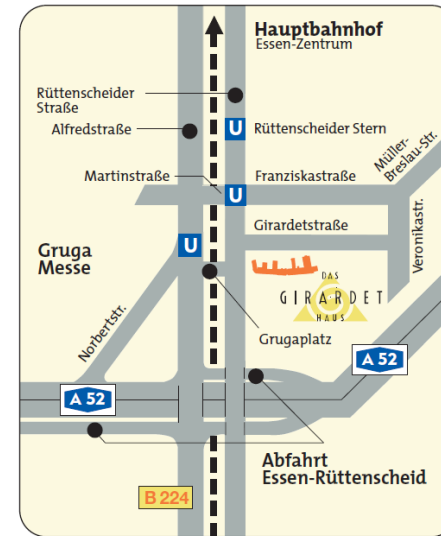 Hauptbahnhof
Essen-Zentrum
Rüttenscheider
Straße
U
Rüttenscheider Stern
Alfredstraße
Müller-
Breslau-Str.
Martinstraße
Franziskastraße
U
Girardetstraße
Veronikastr.
Gruga
Messe
U
DAS
GIRARDET
HAUS
Norbertstr.
Grugaplatz
A 52
A 52
Abfahrt
Essen-Rüttenscheid
B 224